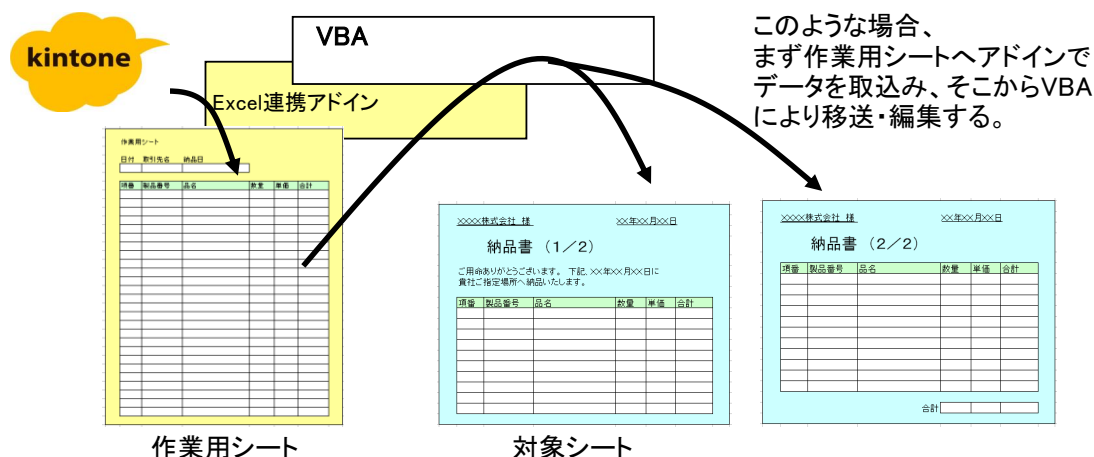 kintone
VBA
Excel連携アドイン
このような場合、
まず作業用シートへアドインで
データを取込み、そこからVBA
により移送・編集する。
作業用シート
日付 取引先名 納品日
項番 製品番号 品名 数量 単価 合計
××××株式会社 様 ××年××月××日
納品書 (1/2)
ご用命ありがとうございます。 下記、××年××月××日に
貴社ご指定場所へ納品いたします。
項番 製品番号 品名 数量 単価 合計
××××株式会社 様 ××年××月××日
納品書 (2/2)
項番 製品番号 品名 数量 単価 合計
合計
作業用シート
対象シート